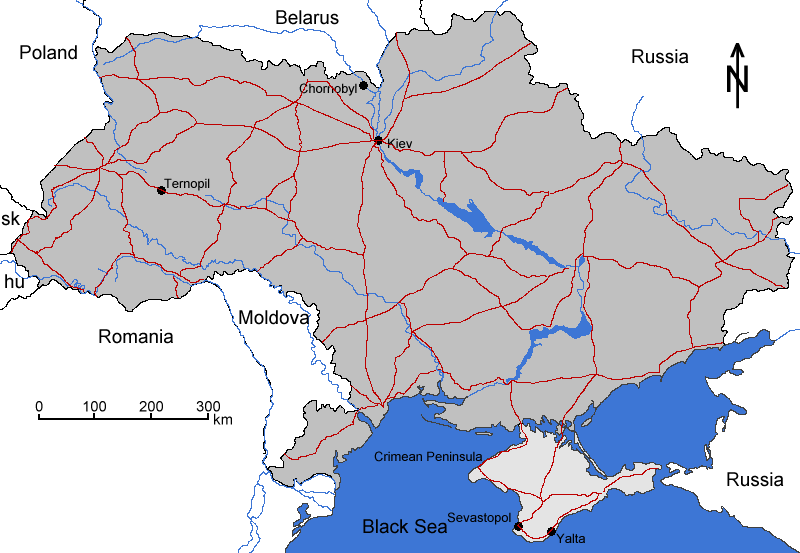 Belarus
Poland
Russia
N
Chornobyl
Kiev
Ternopil
sk
hu
Moldova
Romania
0 100 200 300
km
Crimean Peninsula
Russia
Sevastopol
Black Sea
Yalta